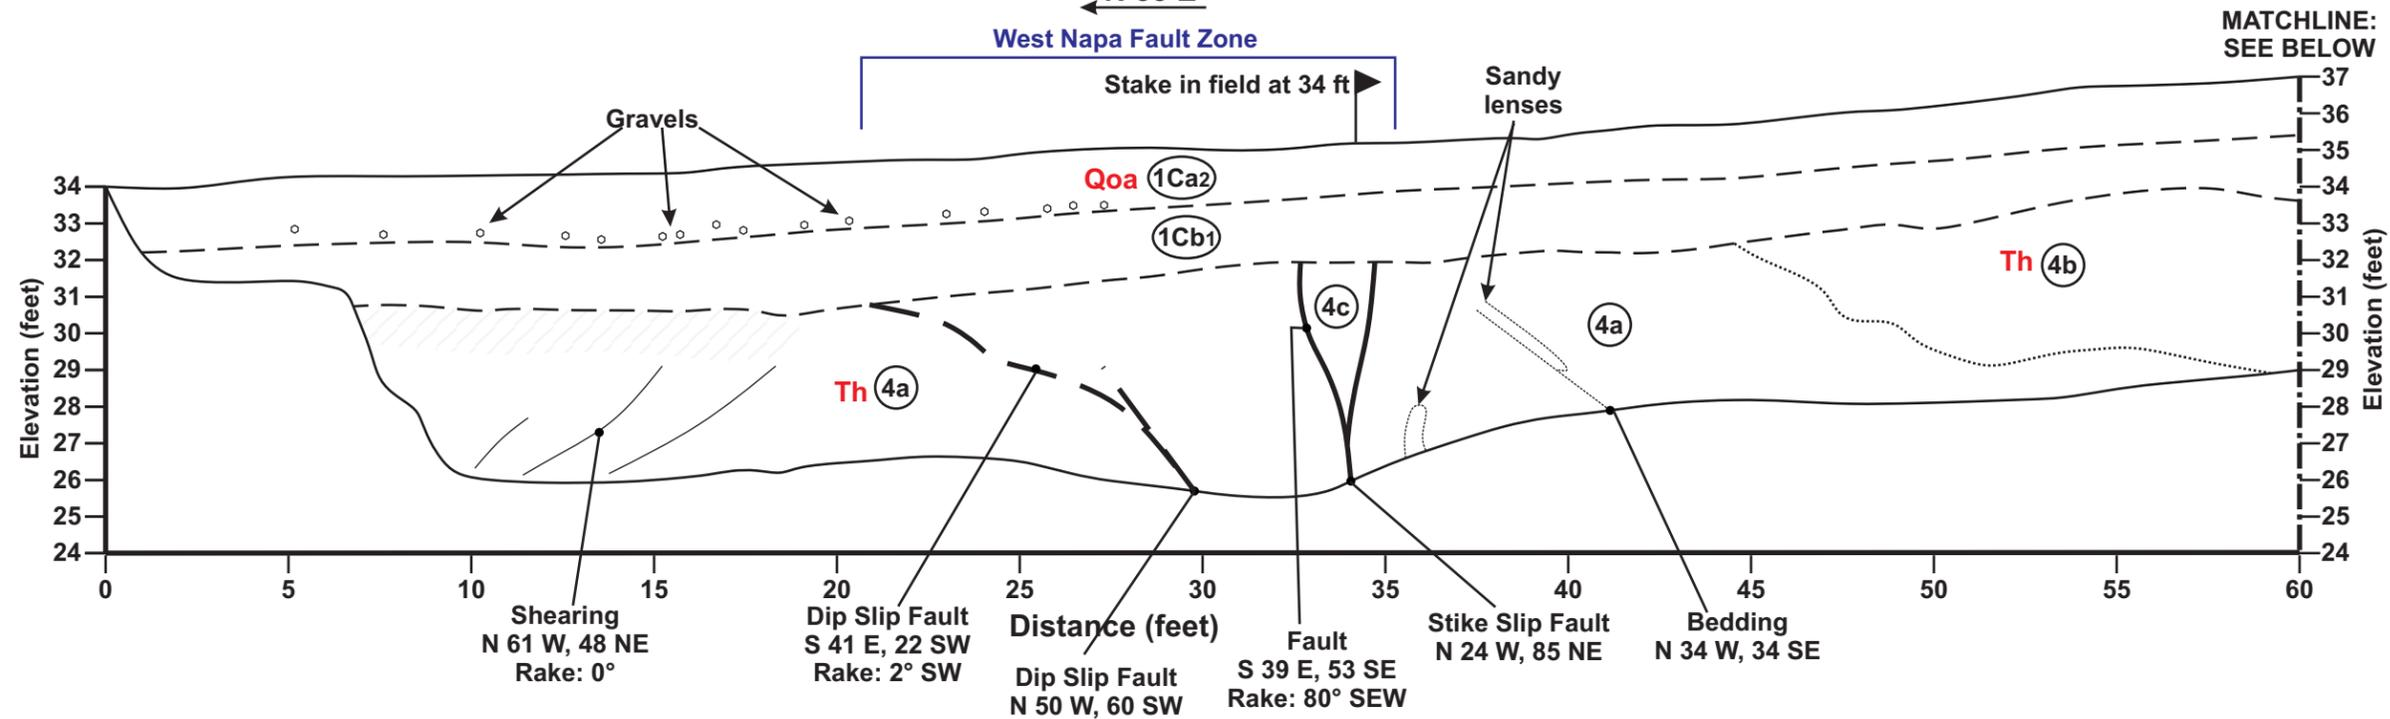 MATCHLINE:
SEE BELOW
West Napa Fault Zone
Stake in field at 34 ft
Sandy
lenses
Gravels
Qoa 1Ca2
1Cb1
Th 4b
4c
4a
Th 4a
Elevation (feet)
34
33
32
31
30
29
28
27
26
25
24
37
36
35
34
33
32
31
30
29
28
27
26
25
24
Elevation (feet)
0 5 10 15 20 25 30 35 40 45 50 55 60
Distance (feet)
Shearing
N 61 W, 48 NE
Rake: 0°
Dip Slip Fault
S 41 E, 22 SW
Rake: 2° SW
Dip Slip Fault
N 50 W, 60 SW
Fault
S 39 E, 53 SE
Rake: 80° SEW
Stike Slip Fault
N 24 W, 85 NE
Bedding
N 34 W, 34 SE